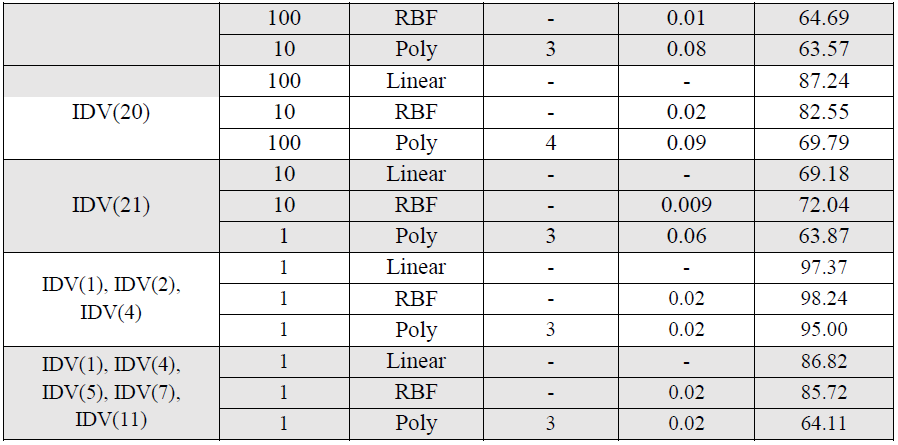 100 RBF - 0.01 64.69
10 Poly 3 0.08 63.57
IDV(20)
100 Linear - - 87.24
10 RBF - 0.02 82.55
100 Poly 4 0.09 69.79
IDV(21)
10 Linear - - 69.18
10 RBF - 0.009 72.04
1 Poly 3 0.06 63.87
IDV(1), IDV(2),
IDV(4)
1 Linear - - 97.37
1 RBF - 0.02 98.24
1 Poly 3 0.02 95.00
IDV(1), IDV(4),
IDV(5), IDV(7),
IDV(11)
1 Linear - - 86.82
1 RBF - 0.02 85.72
1 Poly 3 0.02 64.11